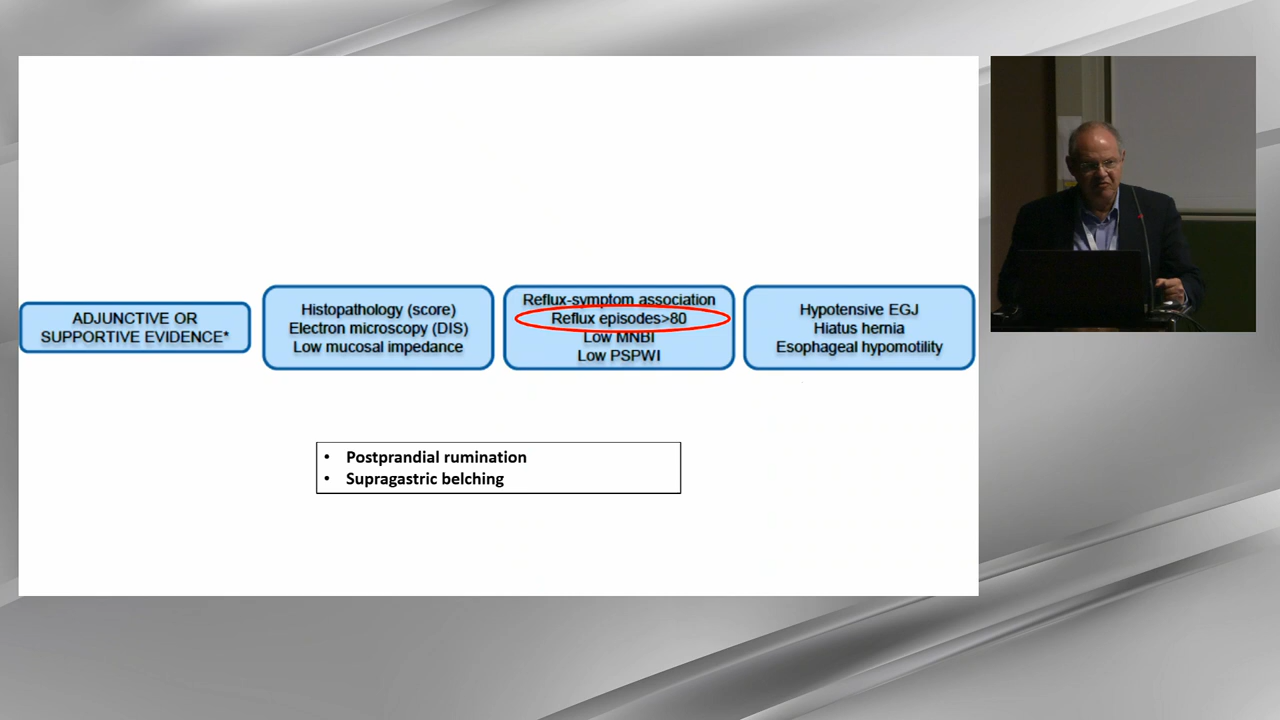 ADJUNCTIVE OR
SUPPORTIVE EVIDENCE*
Histopathology (score)
Electron microscopy (DIS)
Low mucosal impedance
Reflux-symptom association
Reflux episodes>80
Low MNBI
Low PSPWI
Hypotensive EGJ
Hiatus hernia
Esophageal hypomotility
• Postprandial rumination
• Supragastric belching